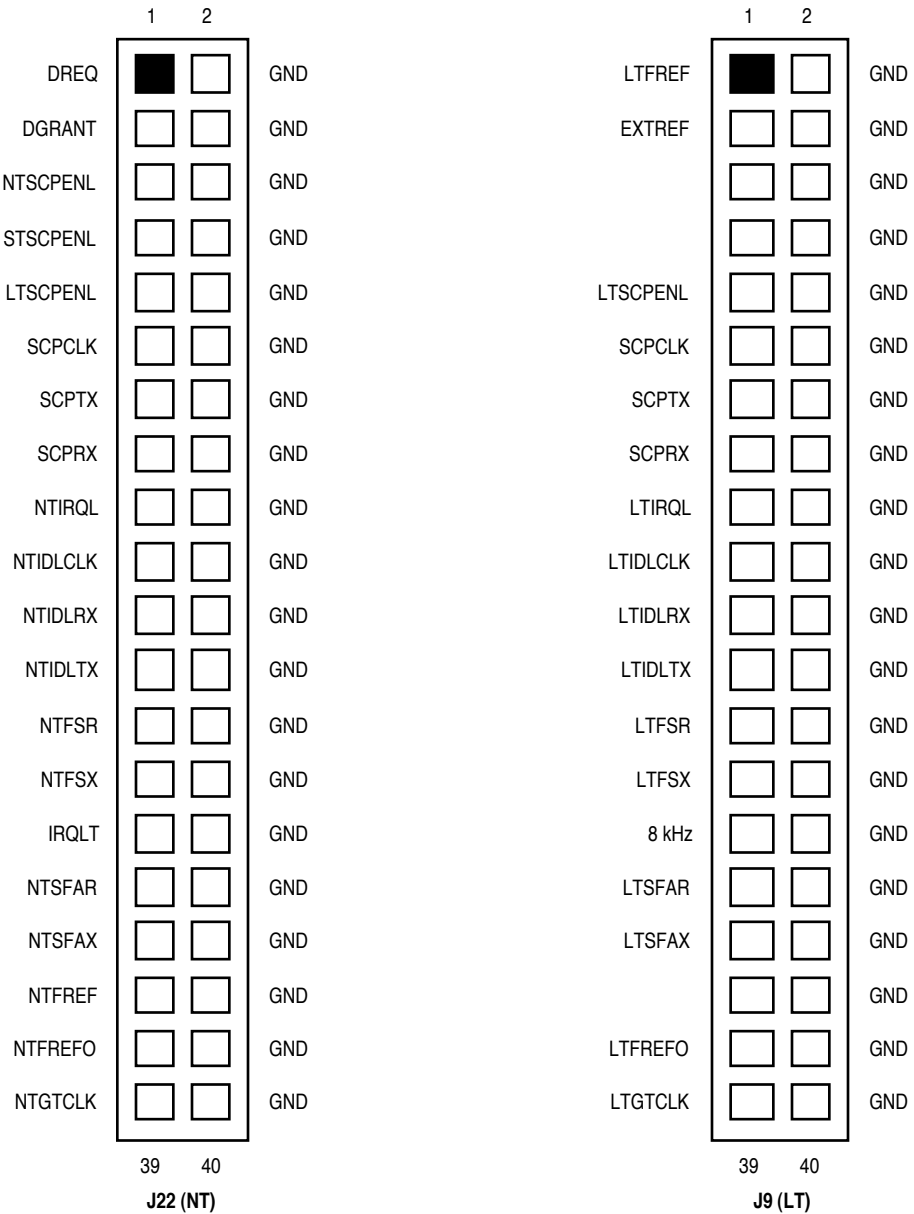 1 2
DREQ GND
DGRANT GND
NTSCPENL GND
STSCPENL GND
LTSCPENL GND
SCPCLK GND
SCPTX GND
SCPRX GND
NTIRQL GND
NTIDLCLK GND
NTIDLRX GND
NTIDLTX GND
NTFSR GND
NTFSX GND
IRQLT GND
NTSFAR GND
NTSFAX GND
NTFREF GND
NTFREFO GND
NTGTCLK GND
39 40
J22 (NT)
1 2
LTFREF GND
EXTREF GND
GND
GND
LTSCPENL GND
SCPCLK GND
SCPTX GND
SCPRX GND
LTIRQL GND
LTIDLCLK GND
LTIDLRX GND
LTIDLTX GND
LTFSR GND
LTFSX GND
8 kHz GND
LTSFAR GND
LTSFAX GND
GND
LTFREFO GND
LTGTCLK GND
39 40
J9 (LT)